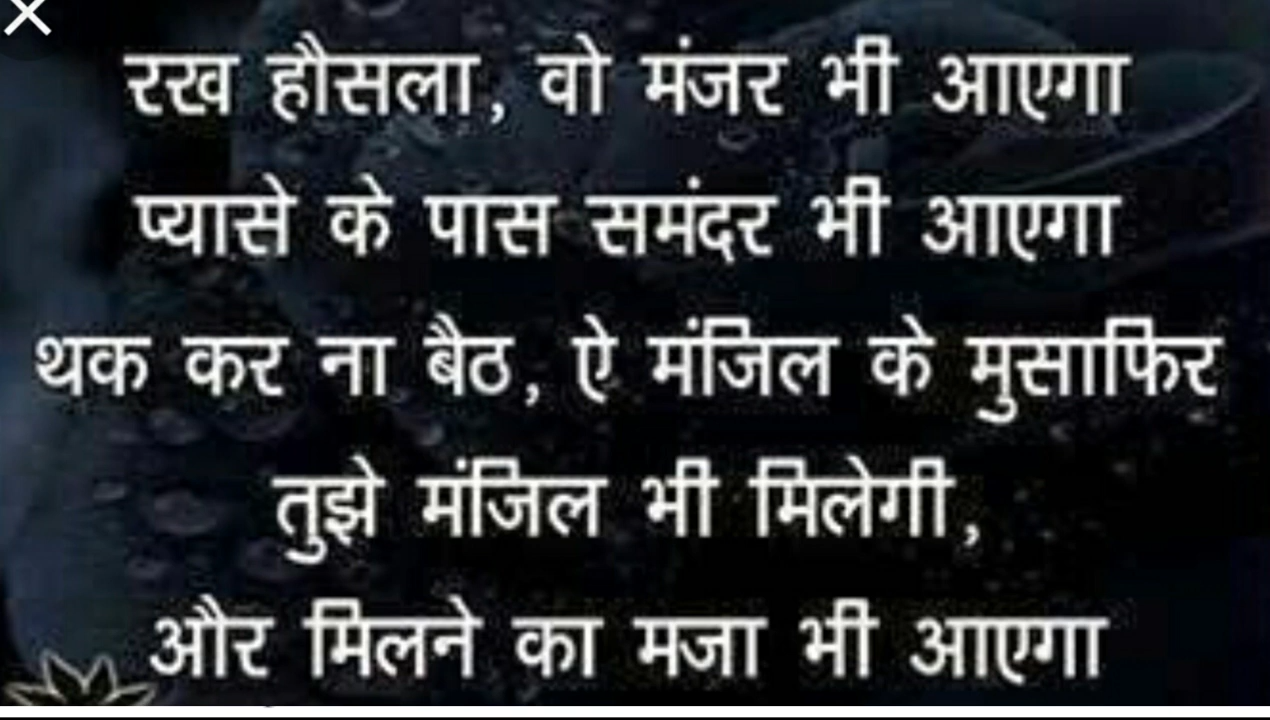 रख हौसला, वो मंजर भी आएगा
प्यासे के पास समंदर भी आएगा
थक कर ना बैठ, ऐ मंजिल के मुसाफिर
तुझे मंजिल भी मिलेगी,
और मिलने का मजा भी आएगा